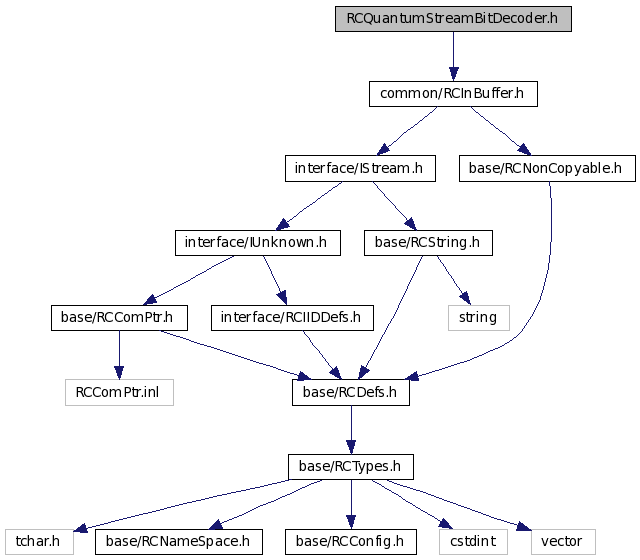 RCQuantumStreamBitDecoder.h
common/RCInBuffer.h
interface/IStream.h
base/RCNonCopyable.h
interface/IUnknown.h
base/RCString.h
base/RCComPtr.h
interface/RCIIDDefs.h
string
RCComPtr.inl
base/RCDefs.h
base/RCTypes.h
tchar.h
base/RCNameSpace.h
base/RCConfig.h
cstdint
vector